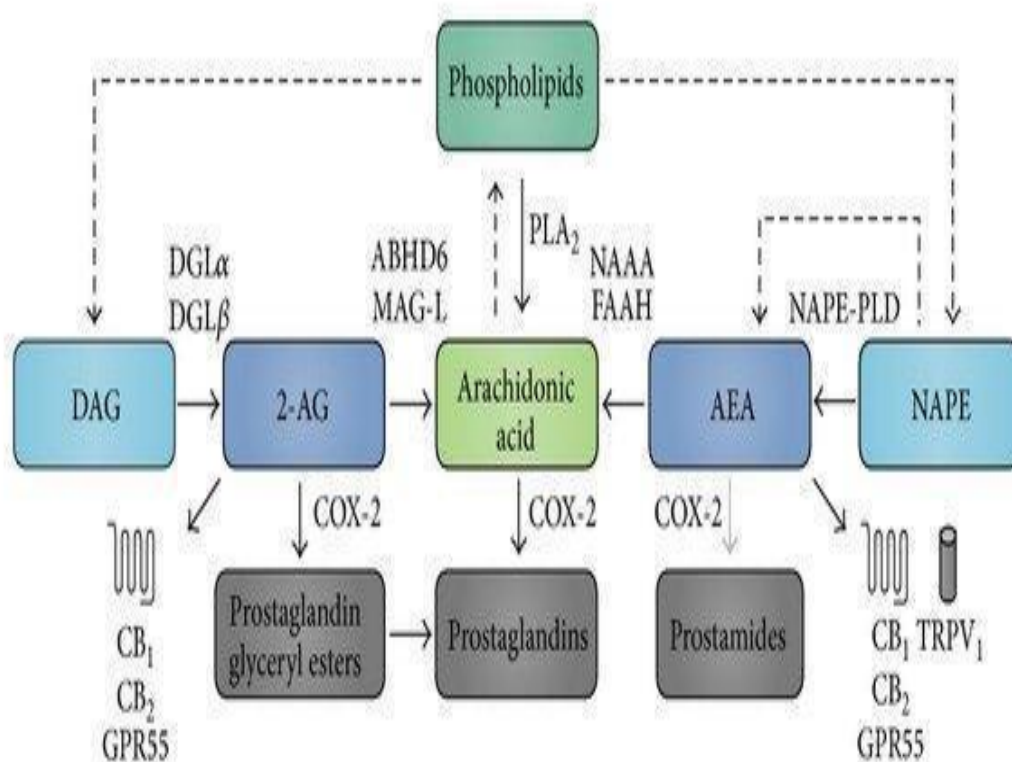 Phospholipids
PLA₂
DGLα
DGLβ
ABHD6
MAG-L
NAAA
FAAH
NAPE-PLD
DAG
2-AG
Arachidonic
acid
AEA
NAPE
COX-2
COX-2
COX-2
Prostaglandin
glyceryl esters
Prostaglandins
Prostamides
CB₁
CB₂
GPR55
CB₁
TRPV₁
CB₂
GPR55